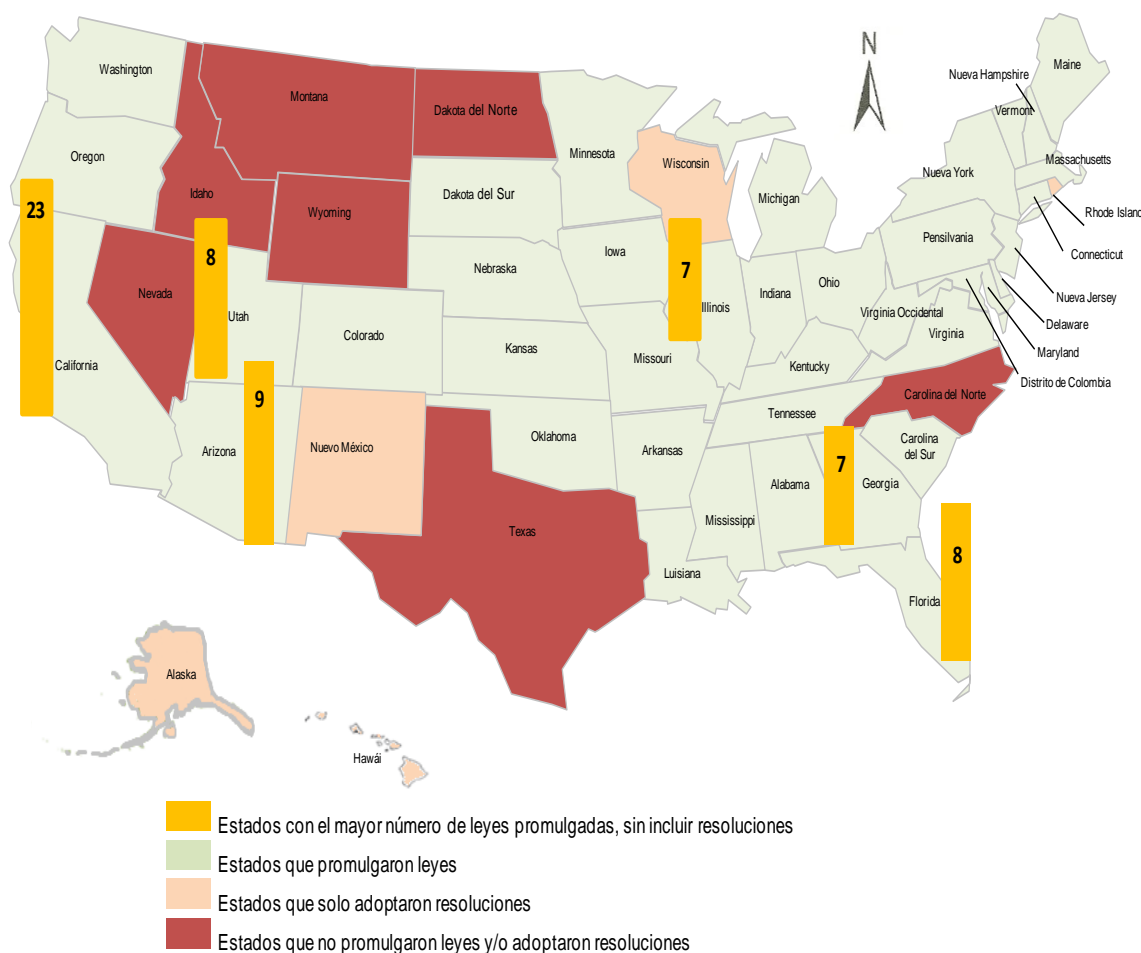 N
Washington
Montana
Dakota del Norte
Minnesota
Nueva Hampshire
Vermont
Maine
Oregon
Idaho
Wyoming
Dakota del Sur
Wisconsin
Michigan
Nueva York
Massachusetts
Rhode Island
Connecticut
Pensilvania
Nueva Jersey
Delaware
Maryland
Distrito de Colombia
23
8
7
Nevada
Utah
Colorado
Nebraska
Iowa
Illinois
Indiana
Ohio
Virginia Occidental
Virginia
California
Kansas
Missouri
Kentucky
9
Arizona
Nuevo México
Oklahoma
Arkansas
Tennessee
Carolina del Norte
Carolina
del Sur
7
Texas
Luisiana
Mississippi
Alabama
Georgia
8
Florida
Alaska
Hawái
Estados con el mayor número de leyes promulgadas, sin incluir resoluciones
Estados que promulgaron leyes
Estados que solo adoptaron resoluciones
Estados que no promulgaron leyes y/o adoptaron resoluciones